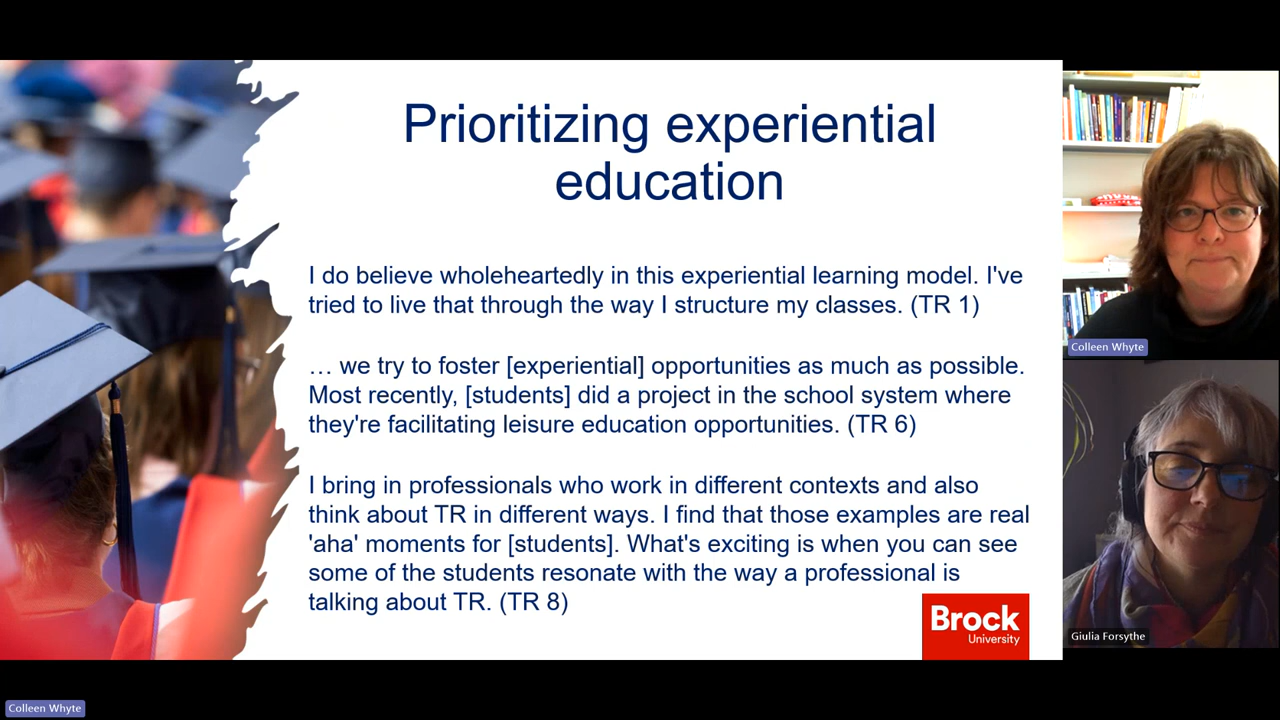 Prioritizing experiential
education
I do believe wholeheartedly in this experiential learning model. I've
tried to live that through the way I structure my classes. (TR 1)
… we try to foster [experiential] opportunities as much as possible.
Most recently, [students] did a project in the school system where
they're facilitating leisure education opportunities. (TR 6)
I bring in professionals who work in different contexts and also
think about TR in different ways. I find that those examples are real
'aha' moments for [students]. What's exciting is when you can see
some of the students resonate with the way a professional is
talking about TR. (TR 8)
Brock
University
Colleen Whyte
Giulia Forsythe
Colleen Whyte